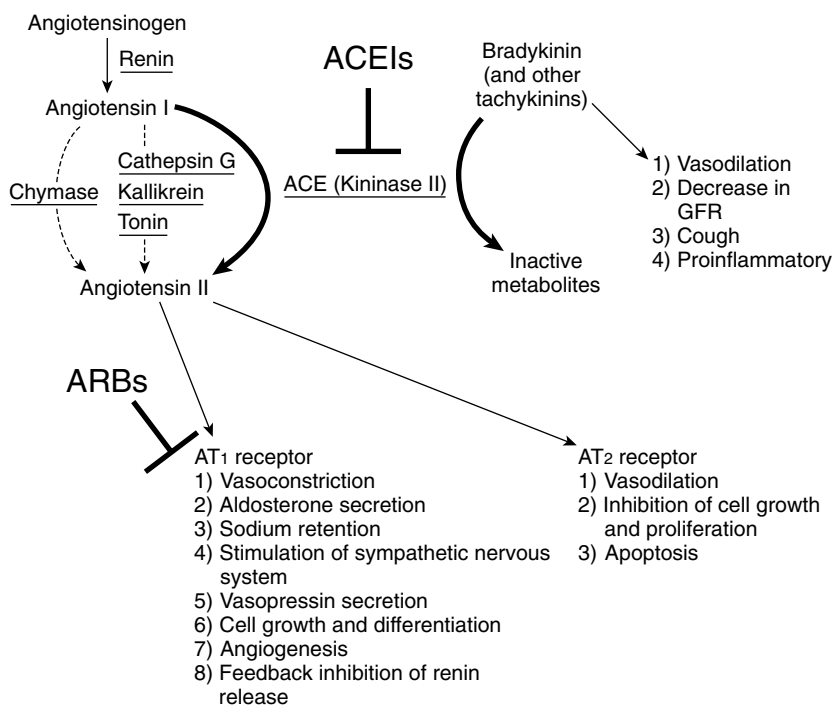 Angiotensinogen
Renin
Angiotensin I
Chymase
Cathepsin G
Kallikrein
Tonin
Angiotensin II
ACEIs
ACE (Kininase II)
Bradykinin
(and other
tachykinins)
1) Vasodilation
2) Decrease in
GFR
3) Cough
4) Proinflammatory
Inactive
metabolites
ARBs
AT1 receptor
1) Vasoconstriction
2) Aldosterone secretion
3) Sodium retention
4) Stimulation of sympathetic nervous
system
5) Vasopressin secretion
6) Cell growth and differentiation
7) Angiogenesis
8) Feedback inhibition of renin
release
AT2 receptor
1) Vasodilation
2) Inhibition of cell growth
and proliferation
3) Apoptosis